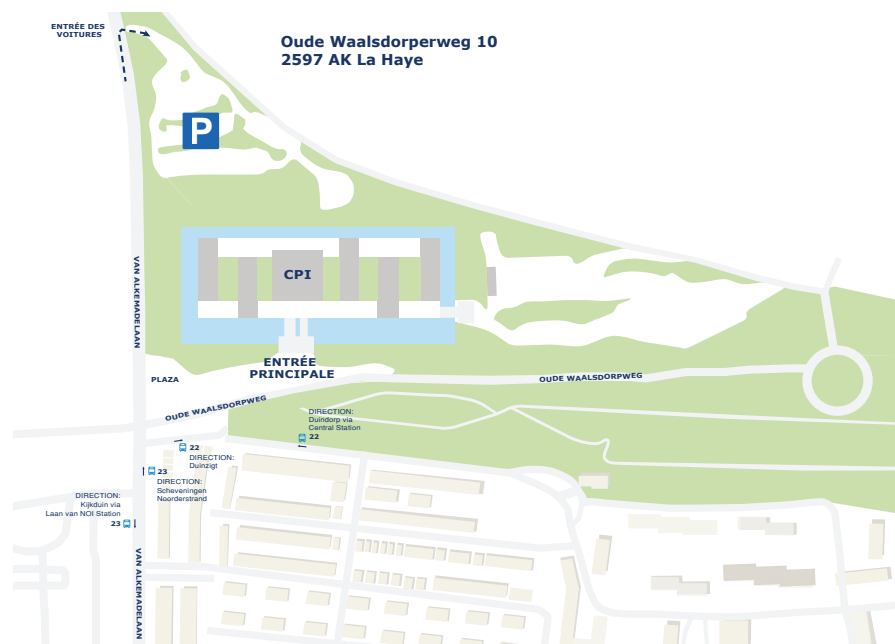 ENTRÉE DES
VOITURES
Oude Waalsdorperweg 10
2597 AK La Haye
P
VAN ALKEMADELAAN
CPI
ENTRÉE
PRINCIPALE
PLAZA
OUDE WAALSDORPWEG
OUDE WAALSDORPWEG
DIRECTION:
Duindorp via
Central Station
22
22
DIRECTION:
Duinzigt
23
DIRECTION:
Scheveningen
Noorderstrand
DIRECTION:
Kijkduin via
Laan van NOI Station
23
VAN ALKEMADELAAN